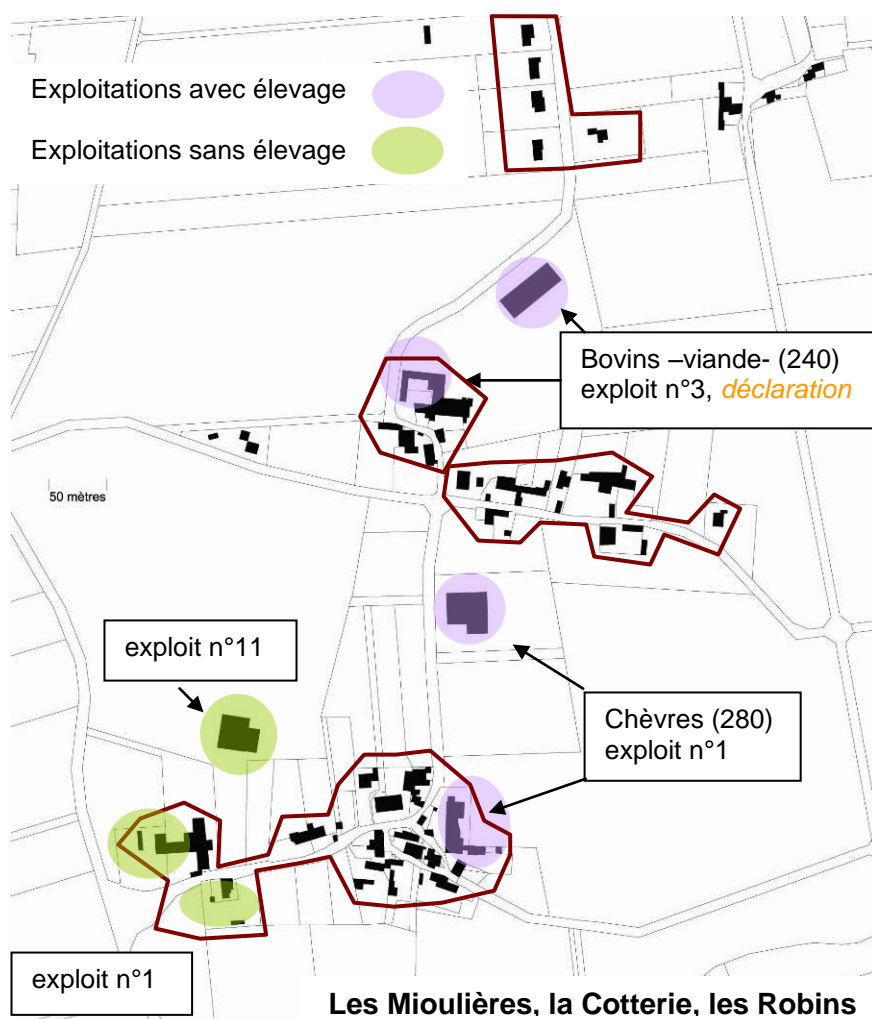 Exploitations avec élevage
Exploitations sans élevage
Bovins –viande- (240)
exploit n°3, déclaration
50 mètres
exploit n°11
Chèvres (280)
exploit n°1
exploit n°1
Les Mioulières, la Cotterie, les Robins